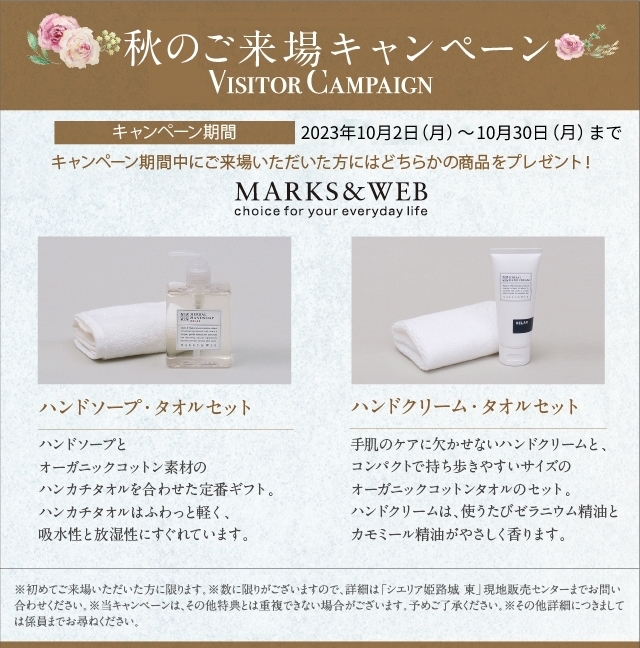 秋のご来場キャンペーン
VISITOR CAMPAIGN
キャンペーン期間
2023年10月2日（月）～10月30日（月）まで
キャンペーン期間中にご来場いただいた方にはどちらかの商品をプレゼント！
MARKS&WEB
choice for your everyday life
HERBAL
HANDSOAP
RELAX
MARKS&WEB
RELAX
ハンドソープ・タオルセット
ハンドソープと
オーガニックコットン素材の
ハンカチタオルを合わせた定番ギフト。
ハンカチタオルはふわっと軽く、
吸水性と放湿性にすぐれています。
ハンドクリーム・タオルセット
手肌のケアに欠かせないハンドクリームと、
コンパクトで持ち歩きやすいサイズの
オーガニックコットンタオルのセット。
ハンドクリームは、使うたびゼラニウム精油と
カモミール精油がやさしく香ります。
※初めてご来場いただいた方に限ります。※数に限りがございますので、詳細は「シエリア姫路城 東」現地販売センターまでお問い
合わせください。※当キャンペーンは、その他特典とは重複できない場合がございます。予めご了承ください。※その他詳細につきまして
は係員までお尋ねください。